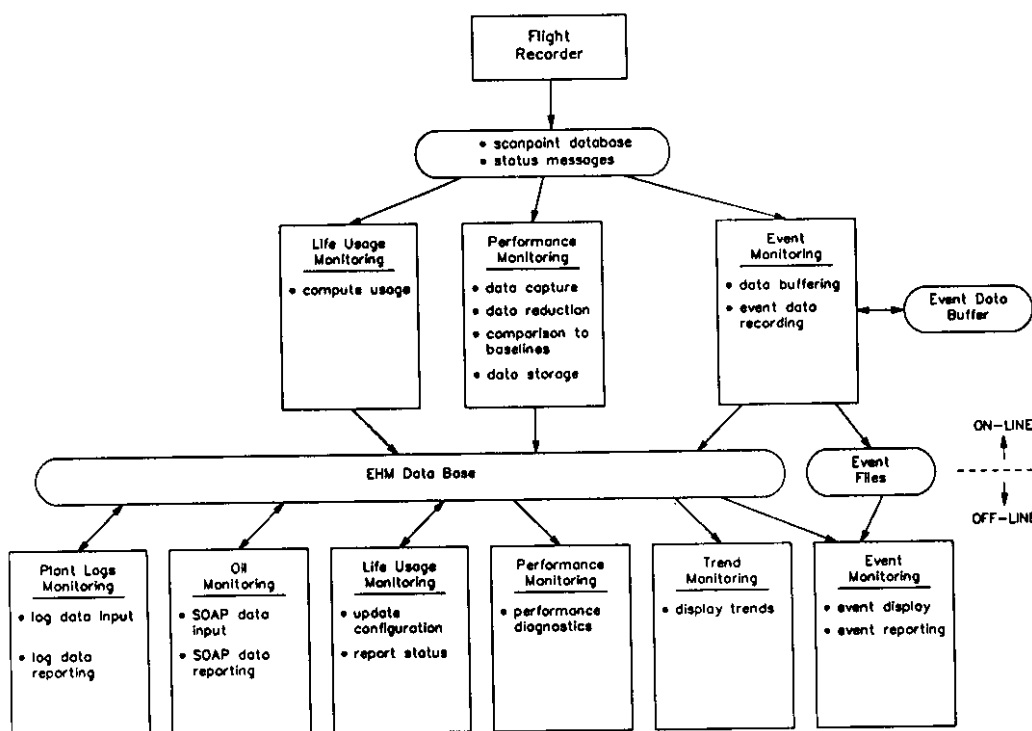 Flight
Recorder
• scanpoint database
• status messages
Life Usage
Monitoring
• compute usage
Performance
Monitoring
• data capture
• data reduction
• comparison to
baselines
• data storage
Event
Monitoring
• data buffering
• event data
recording
Event Data
Buffer
ON-LINE
EHM Data Base
Event
Files
OFF-LINE
Plant Logs
Monitoring
• log data input
• log data
reporting
Oil
Monitoring
• SOAP data
input
• SOAP data
reporting
Life Usage
Monitoring
• update
configuration
• report status
Performance
Monitoring
• performance
diagnostics
Trend
Monitoring
• display trends
Event
Monitoring
• event display
• event reporting